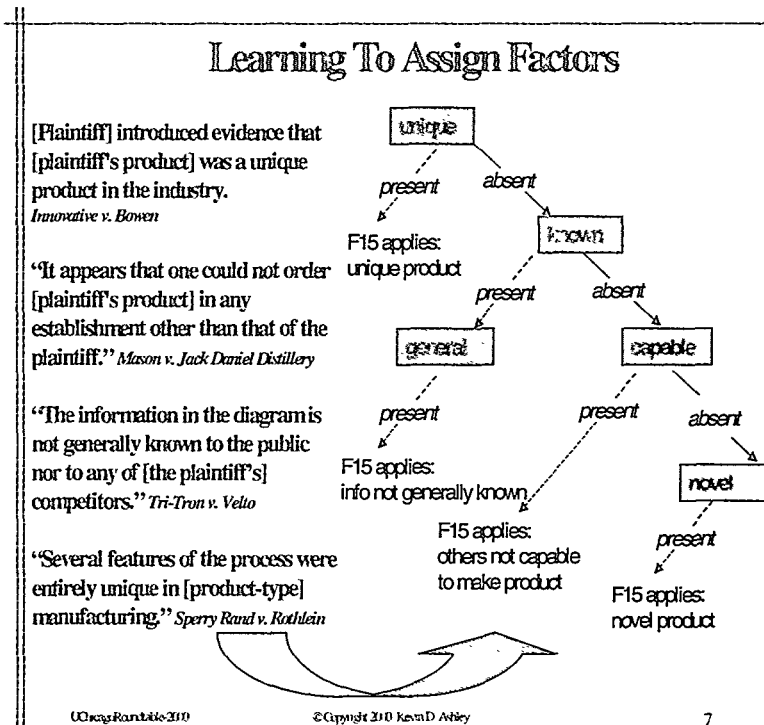 Learning To Assign Factors
[Plaintiff] introduced evidence that
[plaintiff's product] was a unique
product in the industry.
Innovative v. Bowen
“It appears that one could not order
[plaintiff's product] in any
establishment other than that of the
plaintiff.” Mason v. Jack Daniel Distillery
“The information in the diagram is
not generally known to the public
nor to any of [the plaintiff's]
competitors.” Tri-Tron v. Velto
“Several features of the process were
entirely unique in [product-type]
manufacturing.” Sperry Rand v. Rothlein
unique
present
absent
F15 applies:
unique product
known
present
absent
general
capable
present
present
absent
F15 applies:
info not generally known
novel
F15 applies:
others not capable
to make product
present
F15 applies:
novel product
UChicago Roundtable-2010
©Copyright 2010 Kevin D. Ashley
7